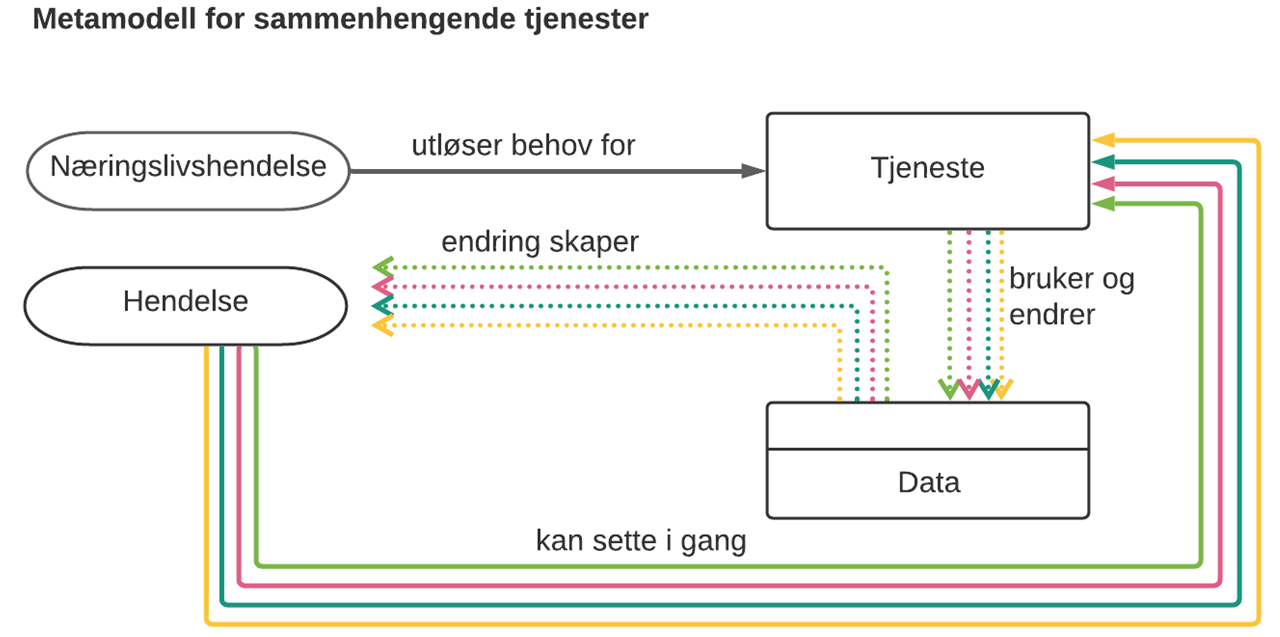 Metamodell for sammenhengende tjenester
Næringslivshendelse
utløser behov for
Tjeneste
endring skaper
Hendelse
bruker og
endrer
Data
kan sette i gang